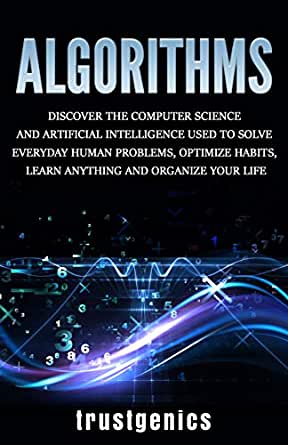 ALGORITHMS
DISCOVER THE COMPUTER SCIENCE
AND ARTIFICIAL INTELLIGENCE USED TO SOLVE
EVERYDAY HUMAN PROBLEMS, OPTIMIZE HABITS,
LEARN ANYTHING AND ORGANIZE YOUR LIFE
trustgenics